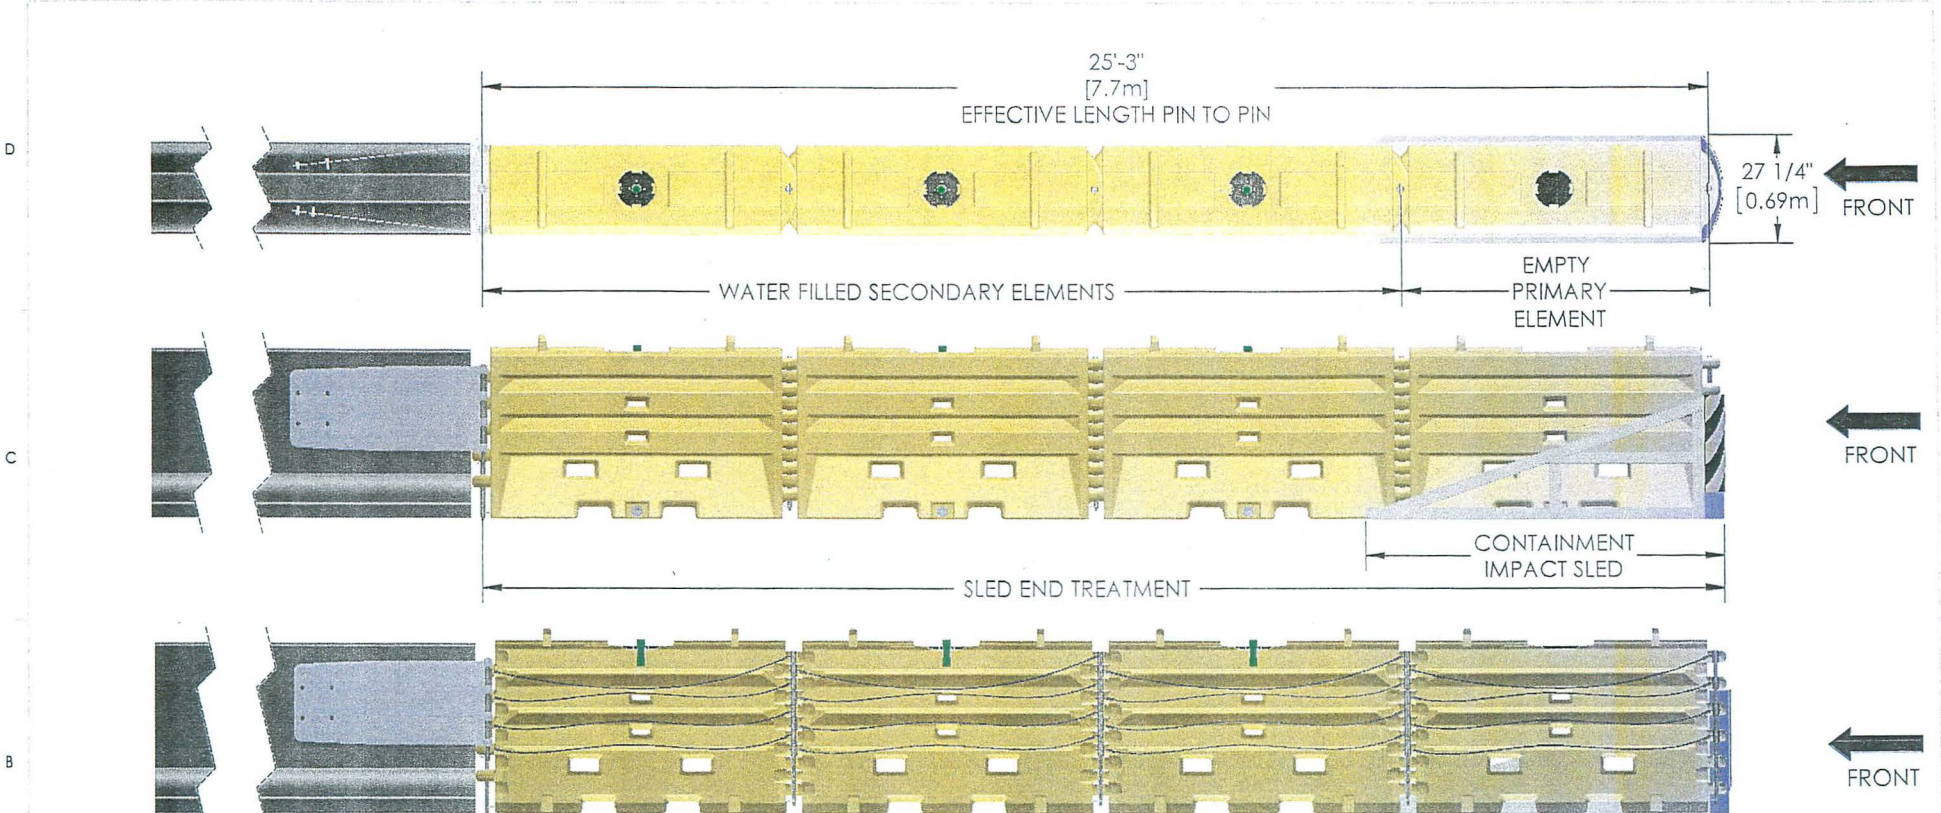 25'-3"
[7.7m]
EFFECTIVE LENGTH PIN TO PIN
D
27 1/4"
[0.69m]
FRONT
WATER FILLED SECONDARY ELEMENTS
EMPTY
PRIMARY
ELEMENT
C
FRONT
CONTAINMENT
IMPACT SLED
SLED END TREATMENT
B
FRONT